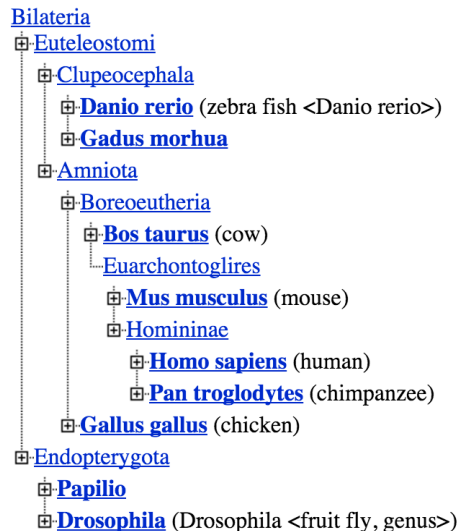 Bilateria
Euteleostomi
Clupeocephala
Danio rerio (zebra fish <Danio rerio>)
Gadus morhua
Amniota
Boreoeutheria
Bos taurus (cow)
Euarchontoglires
Mus musculus (mouse)
Homininae
Homo sapiens (human)
Pan troglodytes (chimpanzee)
Gallus gallus (chicken)
Endopterygota
Papilio
Drosophila (Drosophila <fruit fly, genus>)